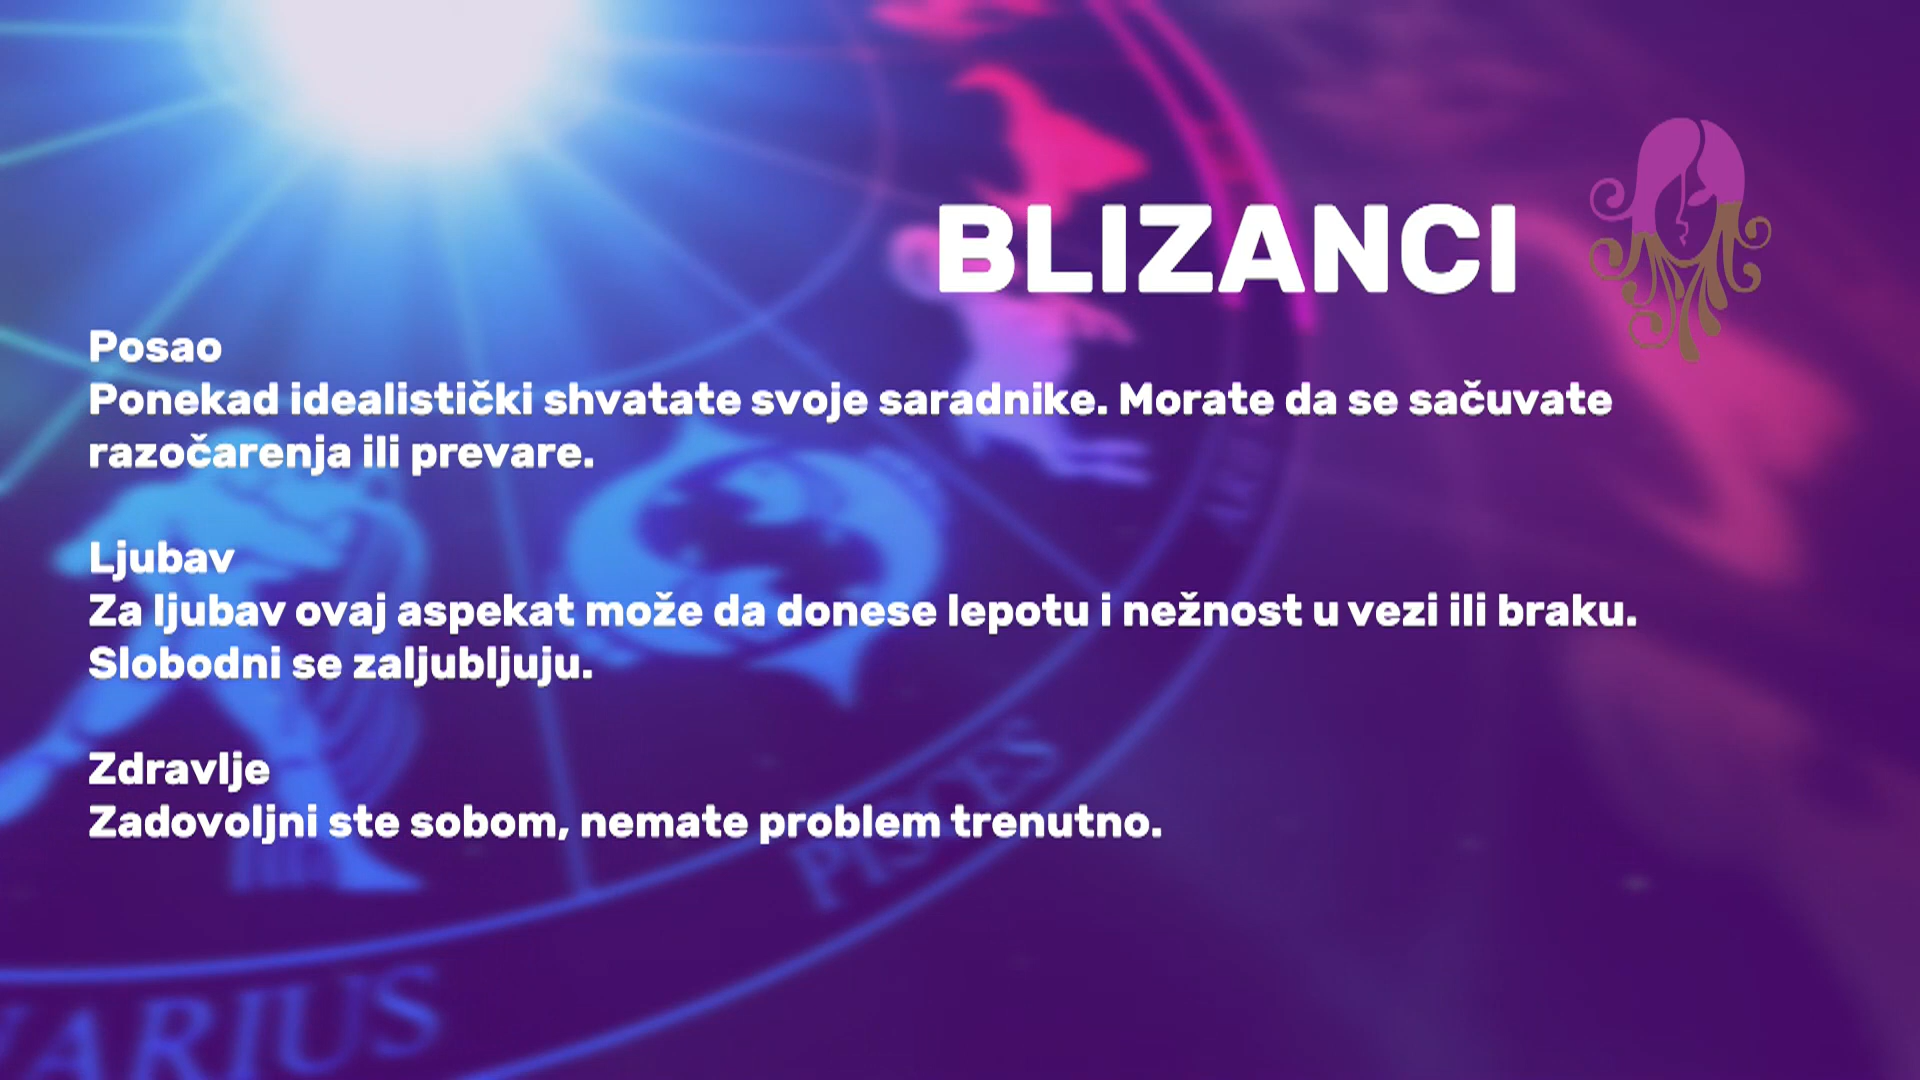 BLIZANCI
Posao
Ponekad idealistički shvatate svoje saradnike. Morate da se sačuvate
razočarenja ili prevare.
Ljubav
Za ljubav ovaj aspekat može da donese lepotu i nežnost u vezi ili braku.
Slobodni se zaljubljuju.
Zdravlje
Zadovoljni ste sobom, nemate problem trenutno.
PISCES
VARIUS